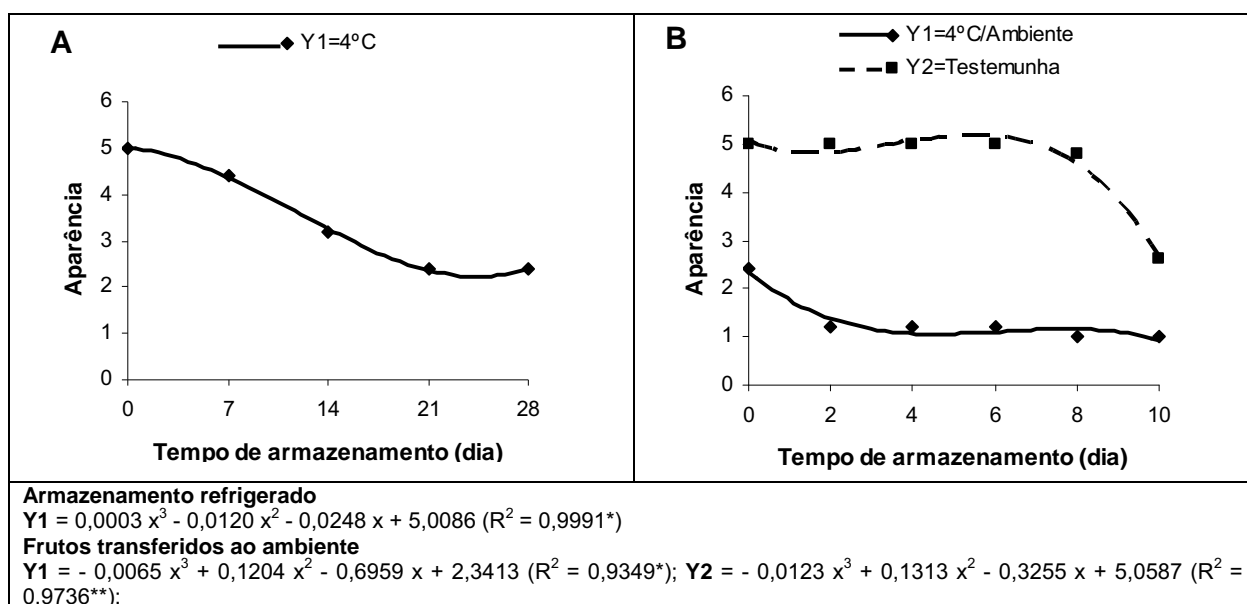 A
Y1=4ºC
6
5
4
3
2
1
0
Aparência
0 7 14 21 28
Tempo de armazenamento (dia)
B
Y1=4ºC/Ambiente
Y2=Testemunha
6
5
4
3
2
1
0
Aparência
0 2 4 6 8 10
Tempo de armazenamento (dia)
Armazenamento refrigerado
Y1 = 0,0003 x³ - 0,0120 x² - 0,0248 x + 5,0086 (R² = 0,9991*)
Frutos transferidos ao ambiente
Y1 = - 0,0065 x³ + 0,1204 x² - 0,6959 x + 2,3413 (R² = 0,9349*); Y2 = - 0,0123 x³ + 0,1313 x² - 0,3255 x + 5,0587 (R² =
0,9736**);